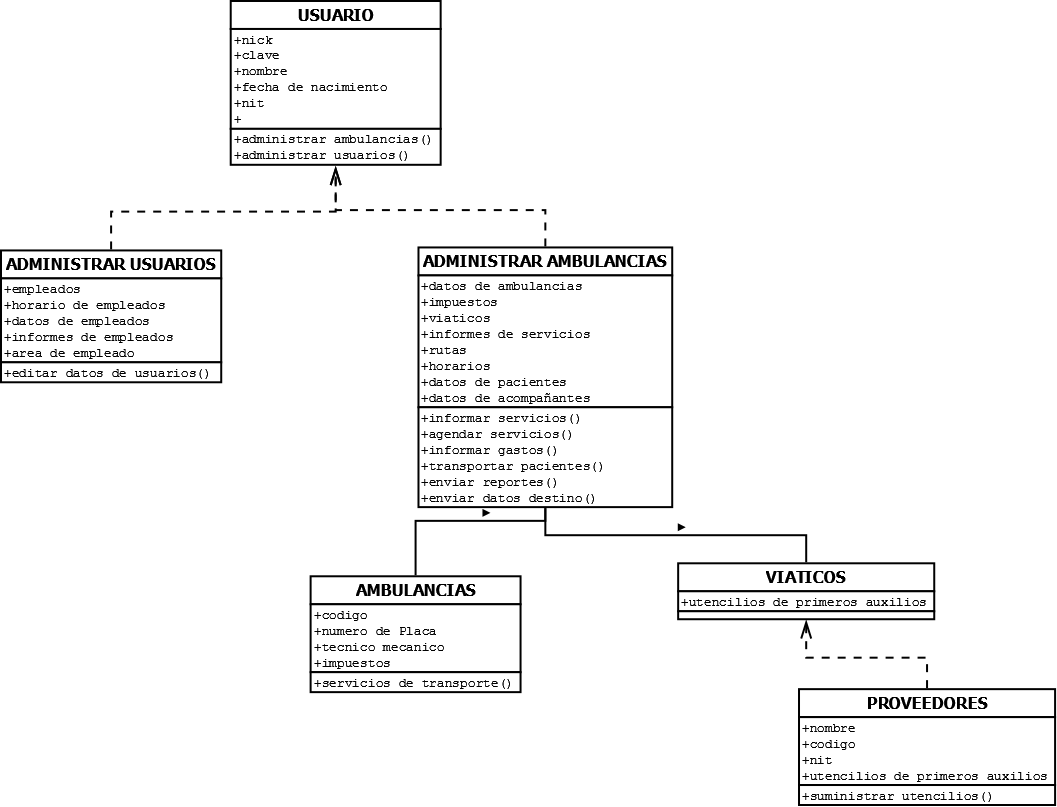 USUARIO
+nick
+clave
+nombre
+fecha de nacimiento
+nit
+
+administrar ambulancias()
+administrar usuarios()
ADMINISTRAR USUARIOS
+empleados
+horario de empleados
+datos de empleados
+informes de empleados
+area de empleado
+editar datos de usuarios()
ADMINISTRAR AMBULANCIAS
+datos de ambulancias
+impuestos
+viaticos
+informes de servicios
+rutas
+horarios
+datos de pacientes
+datos de acompañantes
+informar servicios()
+agendar servicios()
+informar gastos()
+transportar pacientes()
+enviar reportes()
+enviar datos destino()
AMBULANCIAS
+codigo
+numero de Placa
+tecnico mecanico
+impuestos
+servicios de transporte()
VIATICOS
+utencilios de primeros auxilios
PROVEEDORES
+nombre
+codigo
+nit
+utencilios de primeros auxilios
+suministrar utencilios()